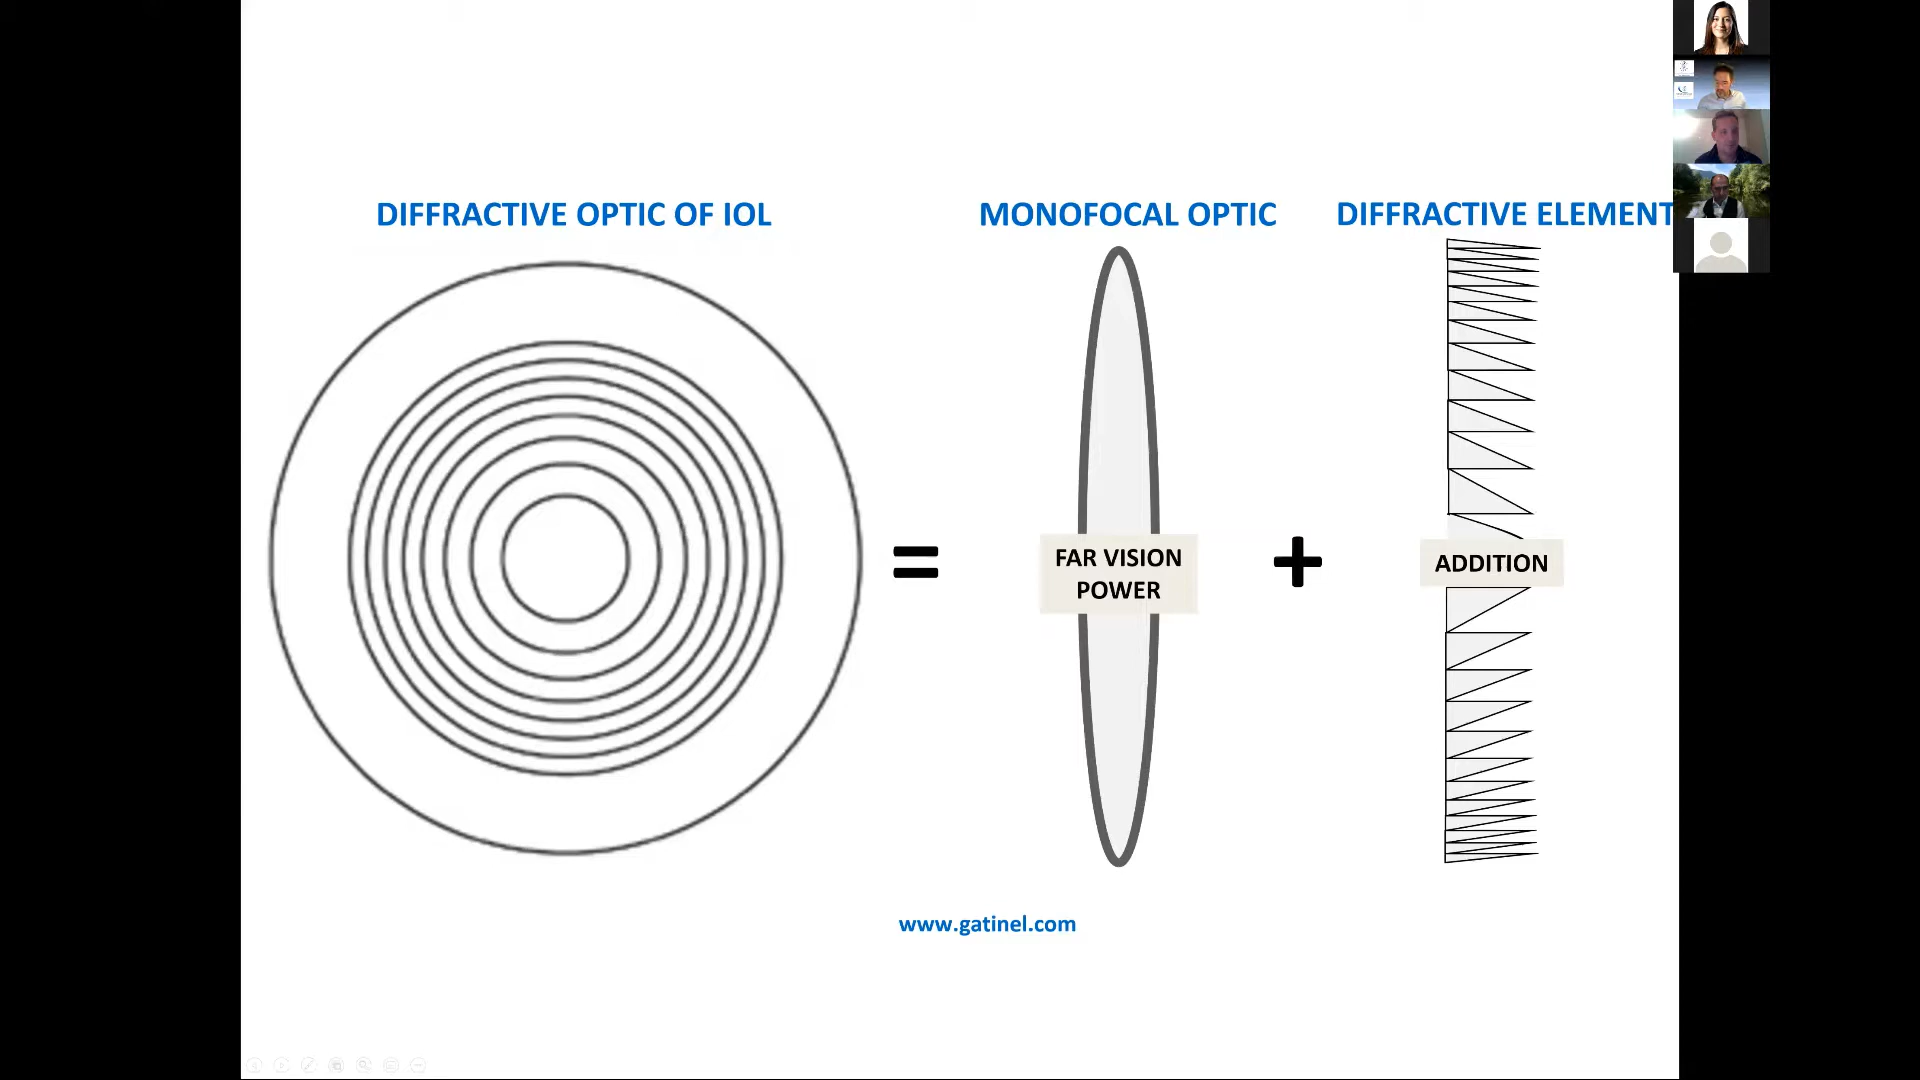 DIFFRACTIVE OPTIC OF IOL
MONOFOCAL OPTIC
DIFFRACTIVE ELEMENT
FAR VISION
POWER
ADDITION
=
+
www.gatinel.com